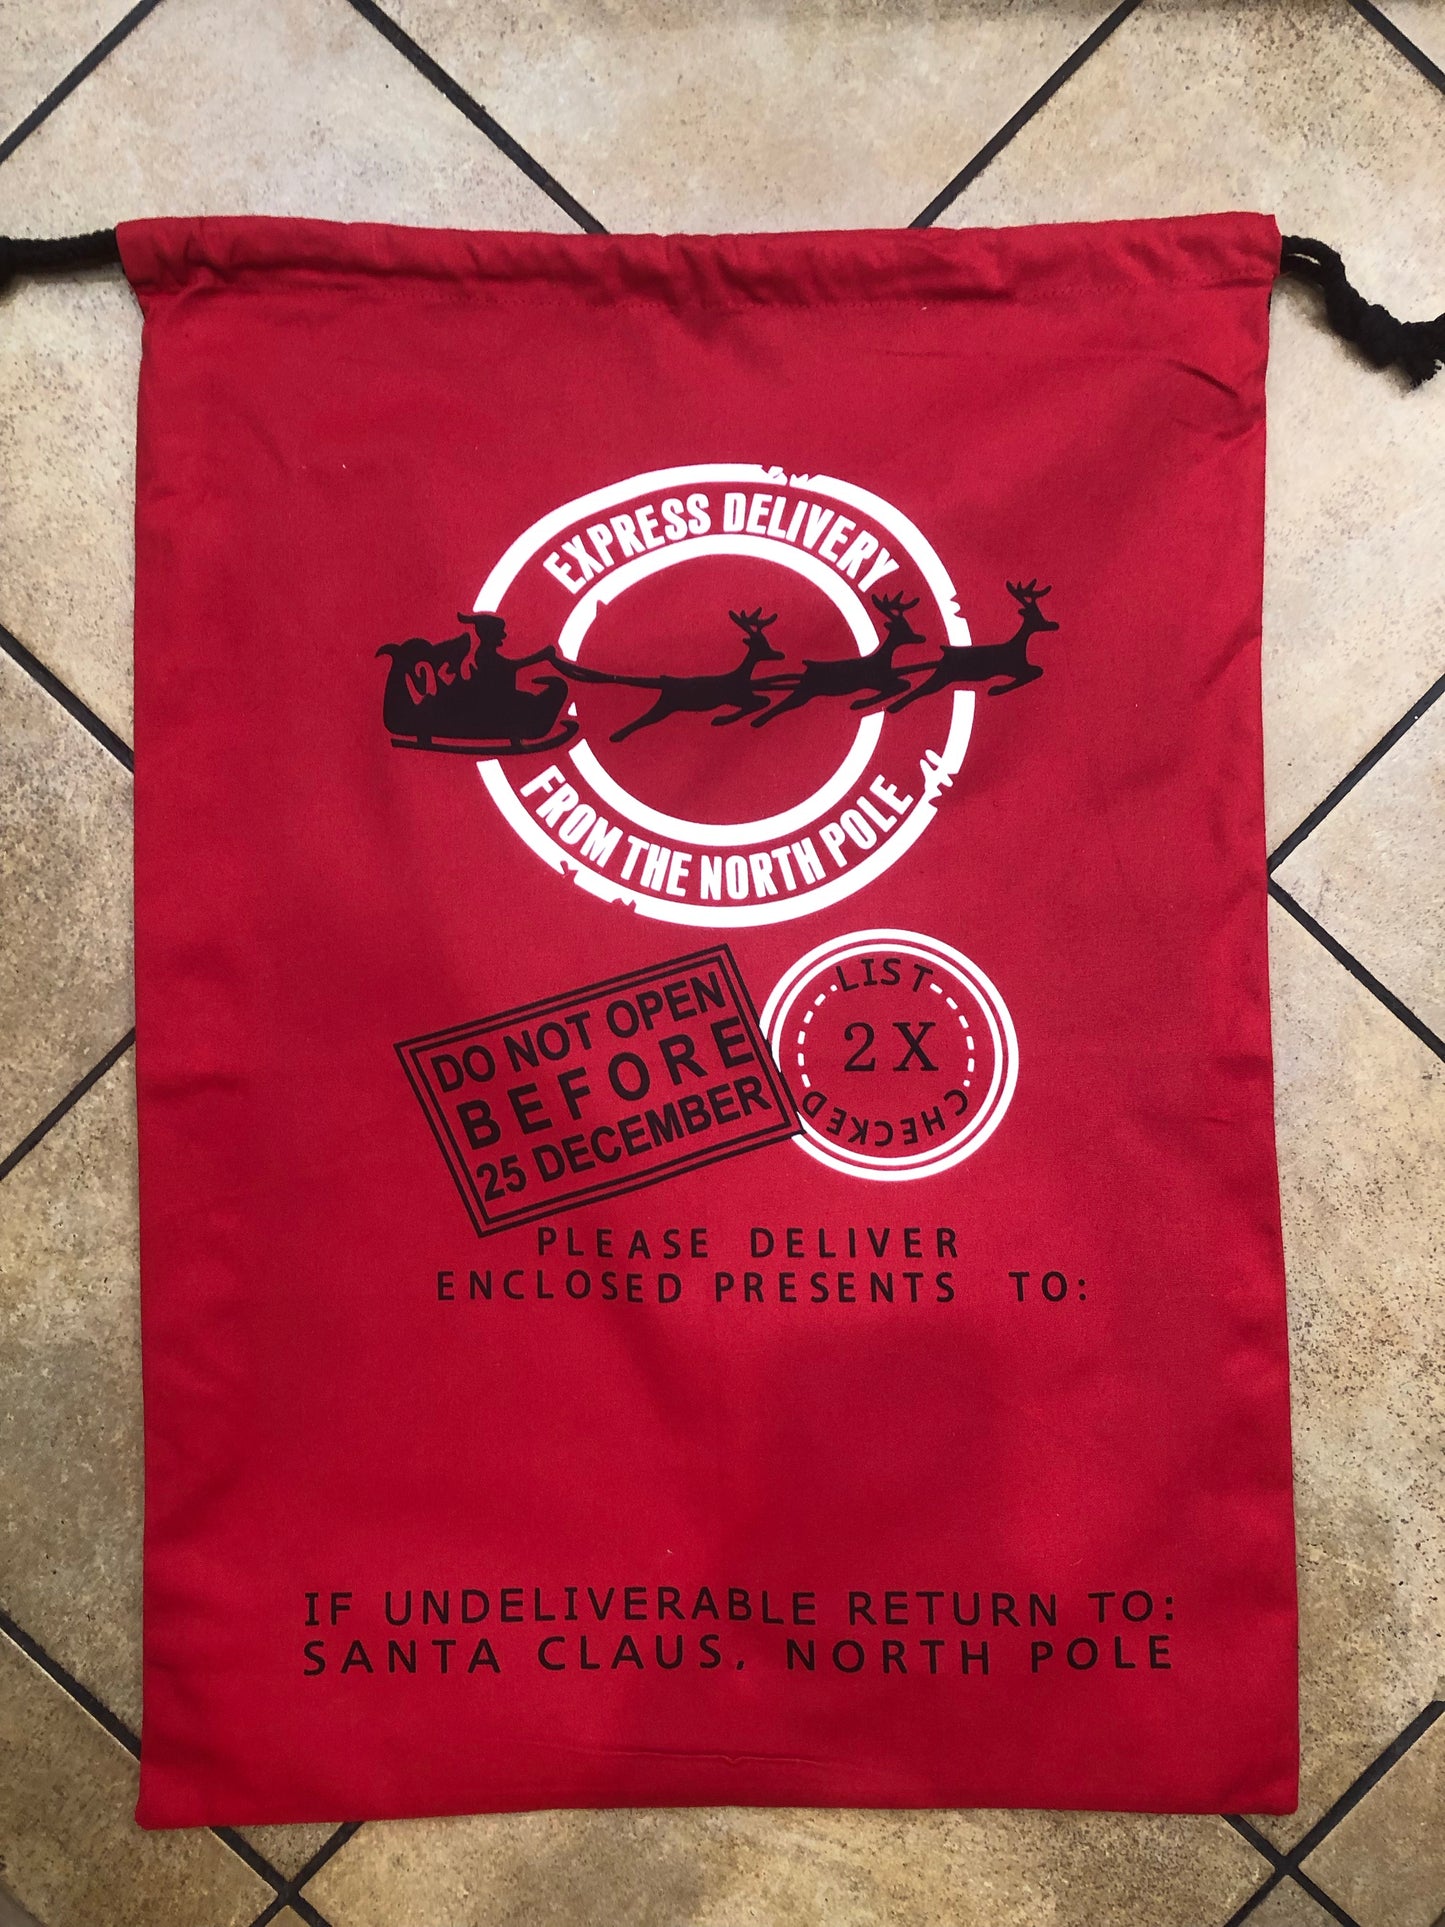 EXPRESS DELIVERY
FROM THE NORTH POLE
DO NOT OPEN
BEFORE
25 DECEMBER
LIST
2X
CHECKED
PLEASE DELIVER
ENCLOSED PRESENTS TO:
IF UNDELIVERABLE RETURN TO:
SANTA CLAUS, NORTH POLE